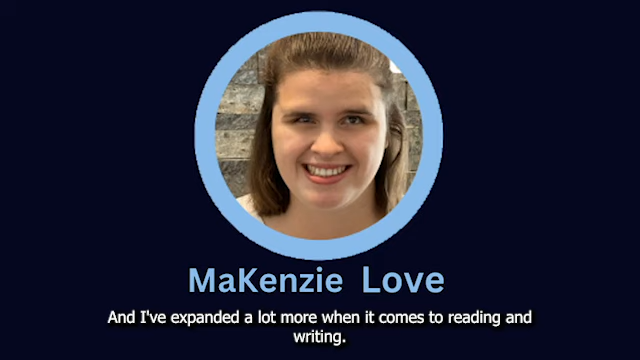 MaKenzie Love
And I've expanded a lot more when it comes to reading and
writing.